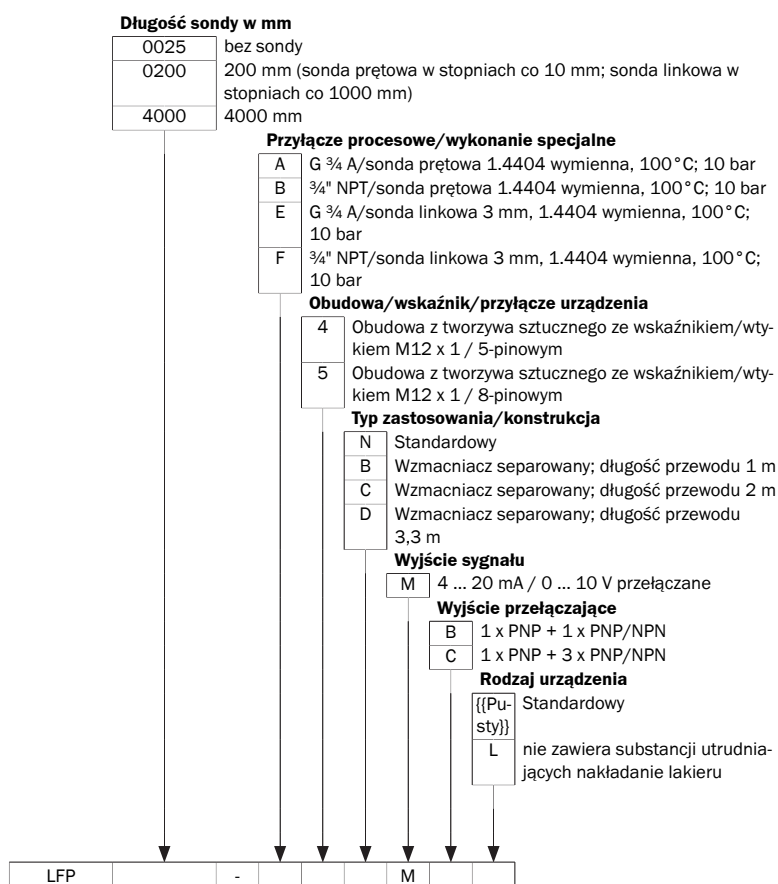 Długość sondy w mm
0025 bez sondy
0200 200 mm (sonda prętowa w stopniach co 10 mm; sonda linkowa w
stopniach co 1000 mm)
4000 4000 mm
Przyłącze procesowe/wykonanie specjalne
A G ¾ A/sonda prętowa 1.4404 wymienna, 100°C; 10 bar
B ¾" NPT/sonda prętowa 1.4404 wymienna, 100°C; 10 bar
E G ¾ A/sonda linkowa 3 mm, 1.4404 wymienna, 100°C;
10 bar
F ¾" NPT/sonda linkowa 3 mm, 1.4404 wymienna, 100°C;
10 bar
Obudowa/wskaźnik/przyłącze urządzenia
4 Obudowa z tworzywa sztucznego ze wskaźnikiem/wty-
kiem M12 x 1 / 5-pinowym
5 Obudowa z tworzywa sztucznego ze wskaźnikiem/wty-
kiem M12 x 1 / 8-pinowym
Typ zastosowania/konstrukcja
N Standardowy
B Wzmacniacz separowany; długość przewodu 1 m
C Wzmacniacz separowany; długość przewodu 2 m
D Wzmacniacz separowany; długość przewodu
3,3 m
Wyjście sygnału
M 4 ... 20 mA / 0 ... 10 V przełączane
Wyjście przełączające
B 1 x PNP + 1 x PNP/NPN
C 1 x PNP + 3 x PNP/NPN
Rodzaj urządzenia
{{Pu- Standardowy
sty}}
L nie zawiera substancji utrudnia-
jących nakładanie lakieru
LFP - M